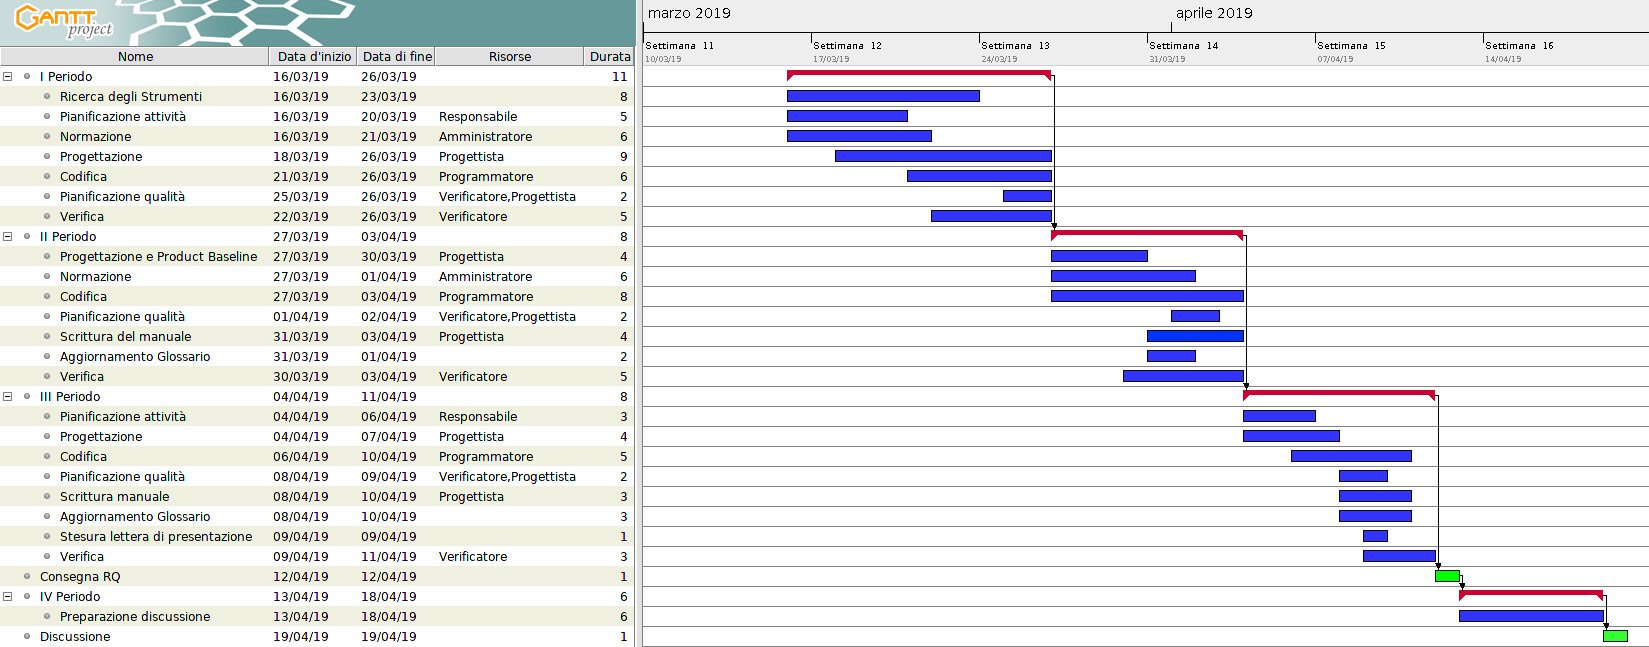 GANTT project
marzo 2019 aprile 2019
Settimana 11 Settimana 12 Settimana 13 Settimana 14 Settimana 15 Settimana 16
10/03/19 17/03/19 24/03/19 31/03/19 07/04/19 14/04/19
Nome Data d'inizio Data di fine Risorse Durata
I Periodo 16/03/19 26/03/19 11
Ricerca degli Strumenti 16/03/19 23/03/19 8
Pianificazione attività 16/03/19 20/03/19 Responsabile 5
Normazione 16/03/19 21/03/19 Amministratore 6
Progettazione 18/03/19 26/03/19 Progettista 9
Codifica 21/03/19 26/03/19 Programmatore 6
Pianificazione qualità 25/03/19 26/03/19 Verificatore,Progettista 2
Verifica 22/03/19 26/03/19 Verificatore 5
II Periodo 27/03/19 03/04/19 8
Progettazione e Product Baseline 27/03/19 30/03/19 Progettista 4
Normazione 27/03/19 01/04/19 Amministratore 6
Codifica 27/03/19 03/04/19 Programmatore 8
Pianificazione qualità 01/04/19 02/04/19 Verificatore,Progettista 2
Scrittura del manuale 31/03/19 03/04/19 Progettista 4
Aggiornamento Glossario 31/03/19 01/04/19 2
Verifica 30/03/19 03/04/19 Verificatore 5
III Periodo 04/04/19 11/04/19 8
Pianificazione attività 04/04/19 06/04/19 Responsabile 3
Progettazione 04/04/19 07/04/19 Progettista 4
Codifica 06/04/19 10/04/19 Programmatore 5
Pianificazione qualità 08/04/19 09/04/19 Verificatore,Progettista 2
Scrittura manuale 08/04/19 10/04/19 Progettista 3
Aggiornamento Glossario 08/04/19 10/04/19 3
Stesura lettera di presentazione 09/04/19 09/04/19 1
Verifica 09/04/19 11/04/19 Verificatore 3
Consegna RQ 12/04/19 12/04/19 1
IV Periodo 13/04/19 18/04/19 6
Preparazione discussione 13/04/19 18/04/19 6
Discussione 19/04/19 19/04/19 1